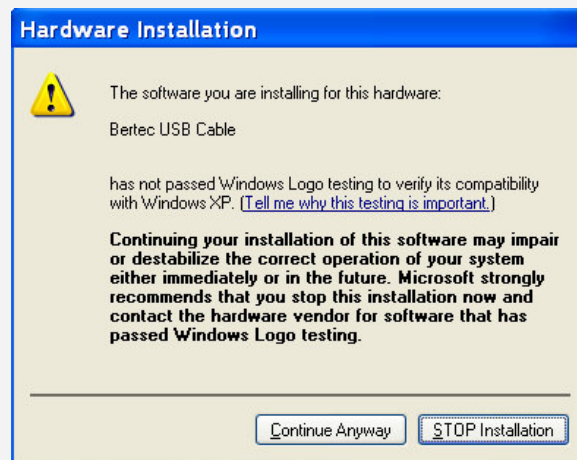 Hardware Installation
The software you are installing for this hardware:
Bertec USB Cable
has not passed Windows Logo testing to verify its compatibility
with Windows XP. (Tell me why this testing is important.)
Continuing your installation of this software may impair
or destabilize the correct operation of your system
either immediately or in the future. Microsoft strongly
recommends that you stop this installation now and
contact the hardware vendor for software that has
passed Windows Logo testing.
Continue Anyway STOP Installation